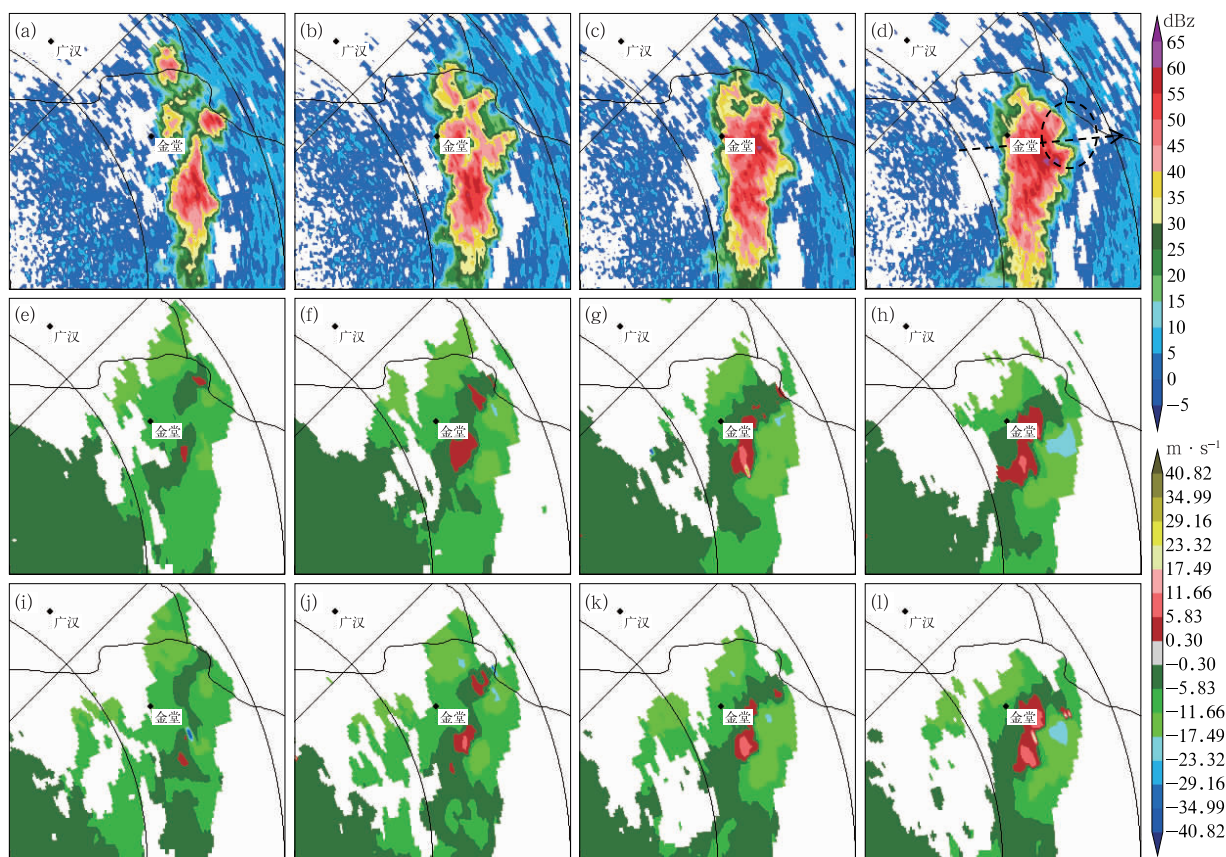 (a)
广汉
金堂
(b)
广汉
金堂
(c)
广汉
金堂
(d)
广汉
金堂
dBz
65
60
55
50
45
40
35
30
25
20
15
10
5
0
−5
(e)
广汉
金堂
(f)
广汉
金堂
(g)
广汉
金堂
(h)
广汉
金堂
m · s⁻¹
40.82
34.99
29.16
23.32
17.49
11.66
5.83
0.30
−0.30
−5.83
−11.66
−17.49
−23.32
−29.16
−34.99
−40.82
(i)
广汉
金堂
(j)
广汉
金堂
(k)
广汉
金堂
(l)
广汉
金堂